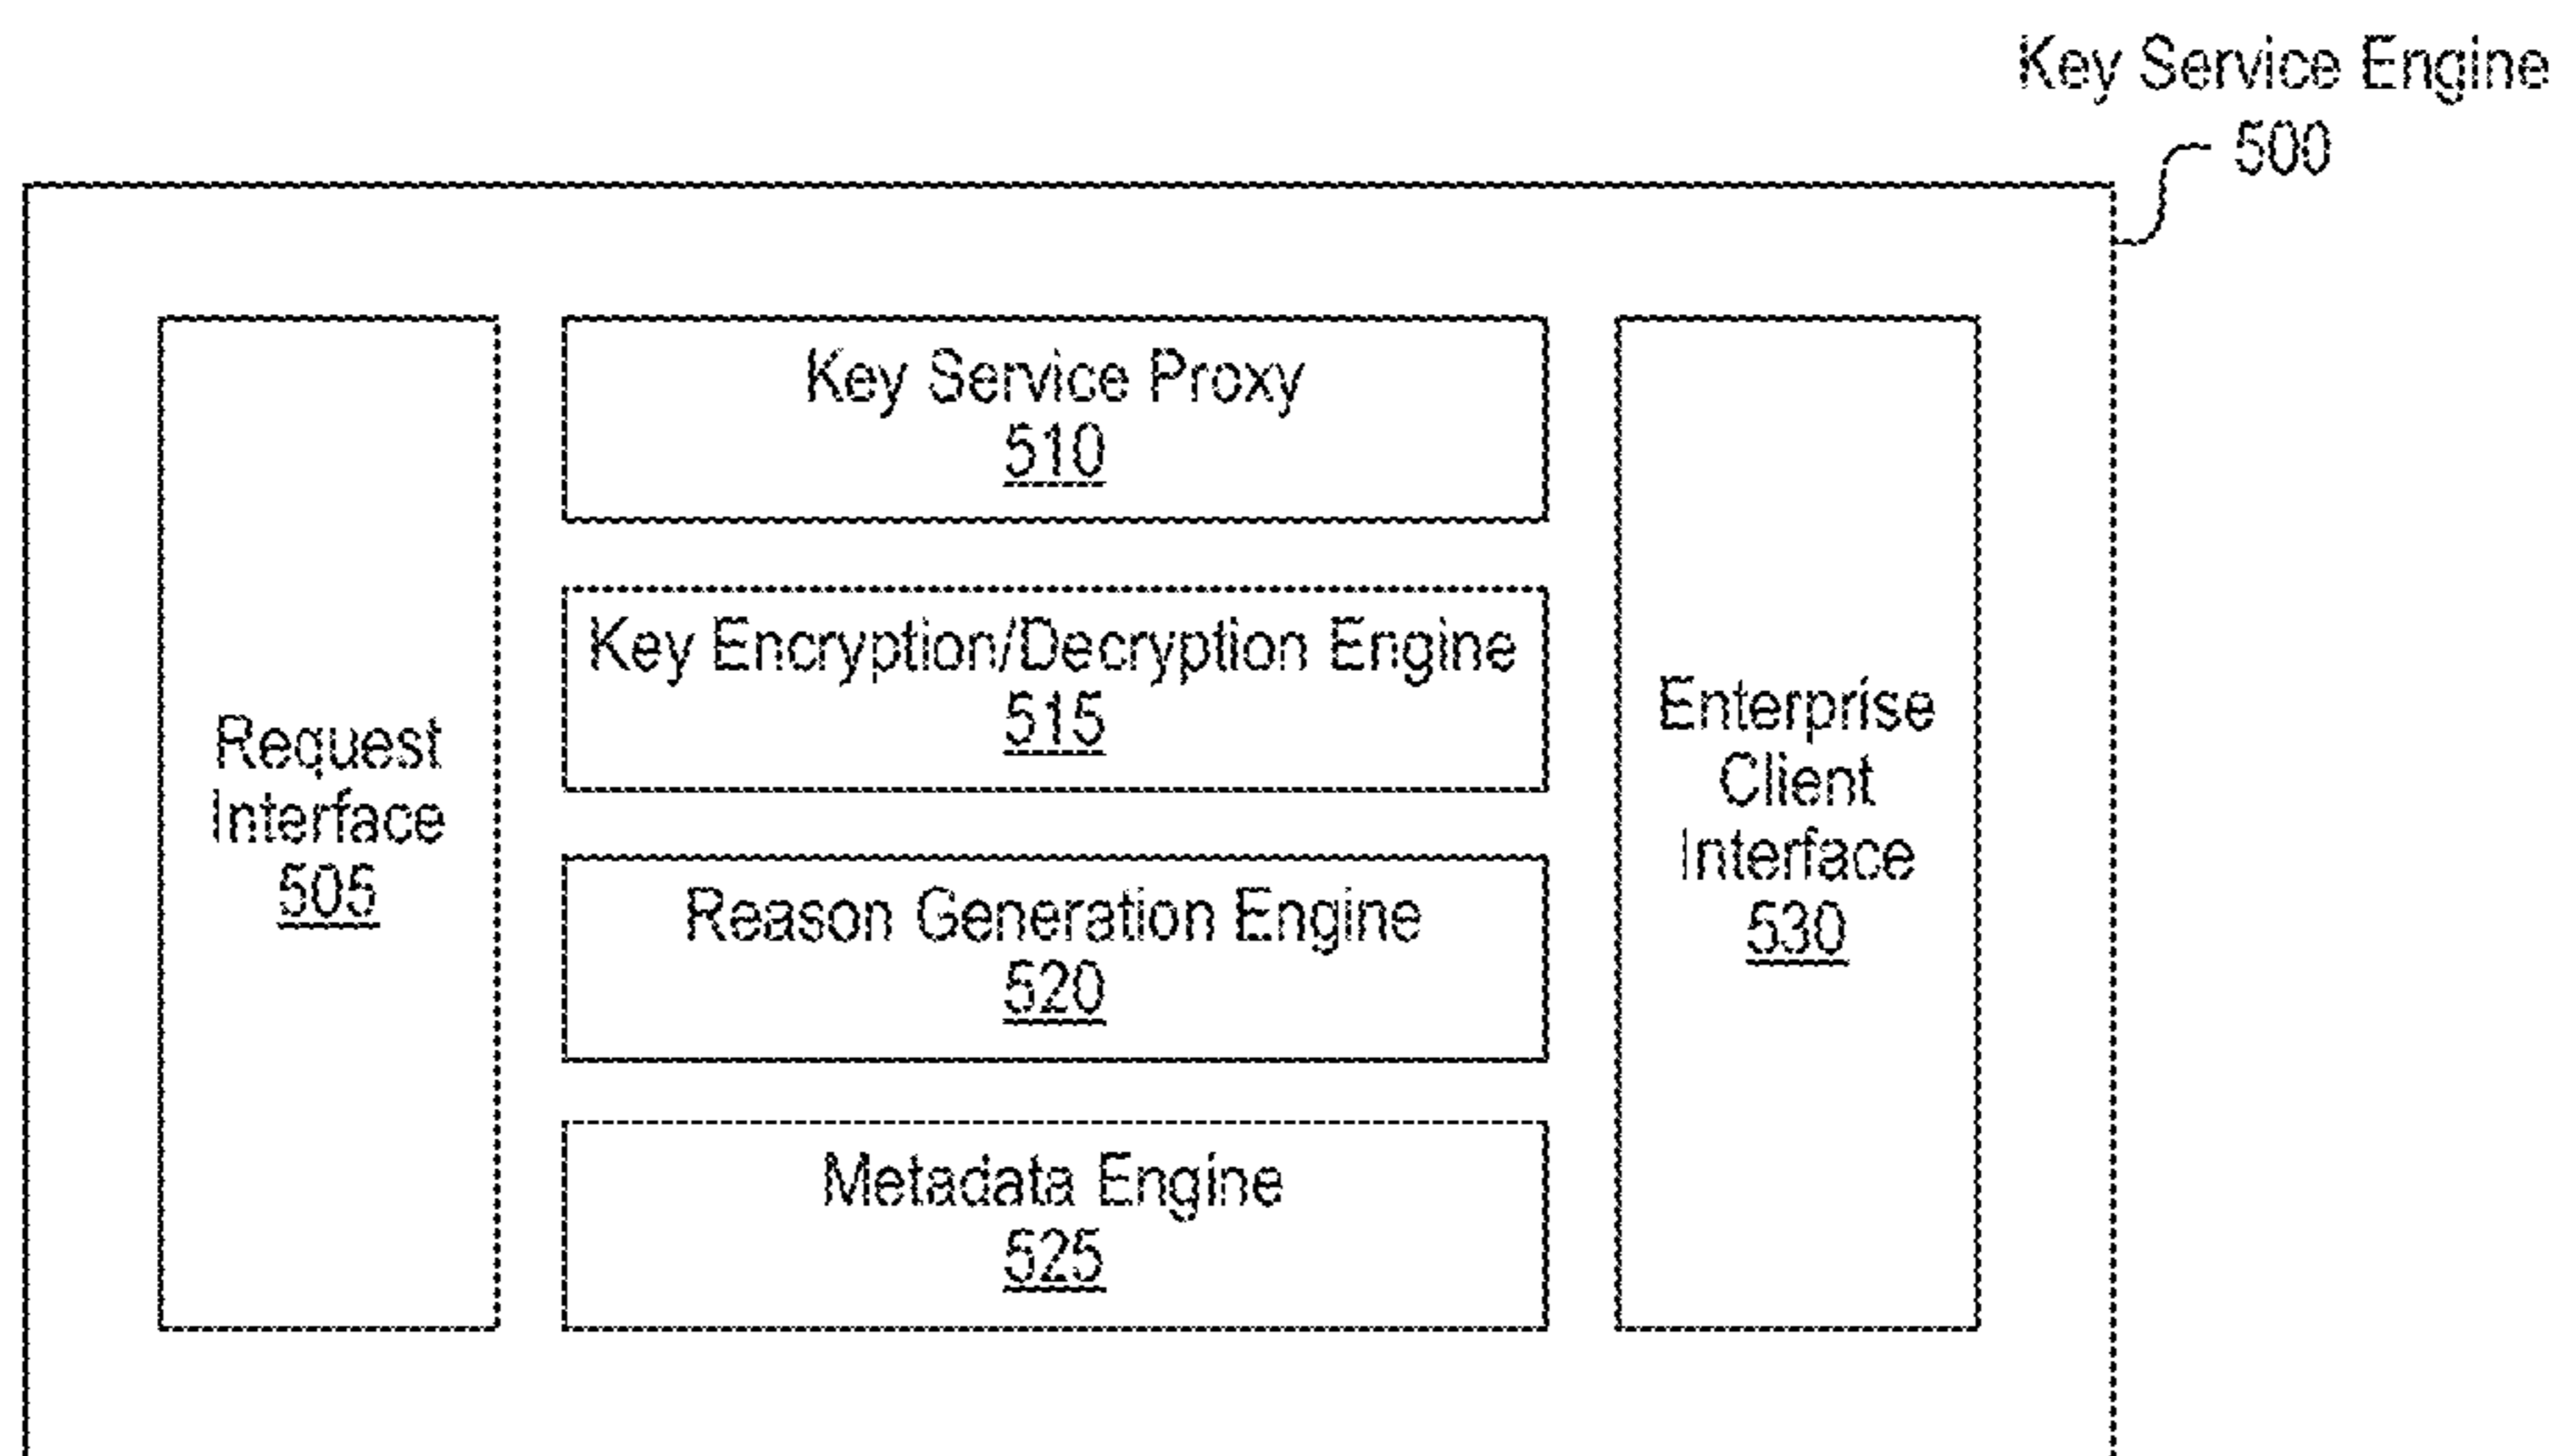 Key Service Engine
500
Request
Interface
505
Key Service Proxy
510
Key Encryption/Decryption Engine
515
Reason Generation Engine
520
Metadata Engine
525
Enterprise
Client
Interface
530